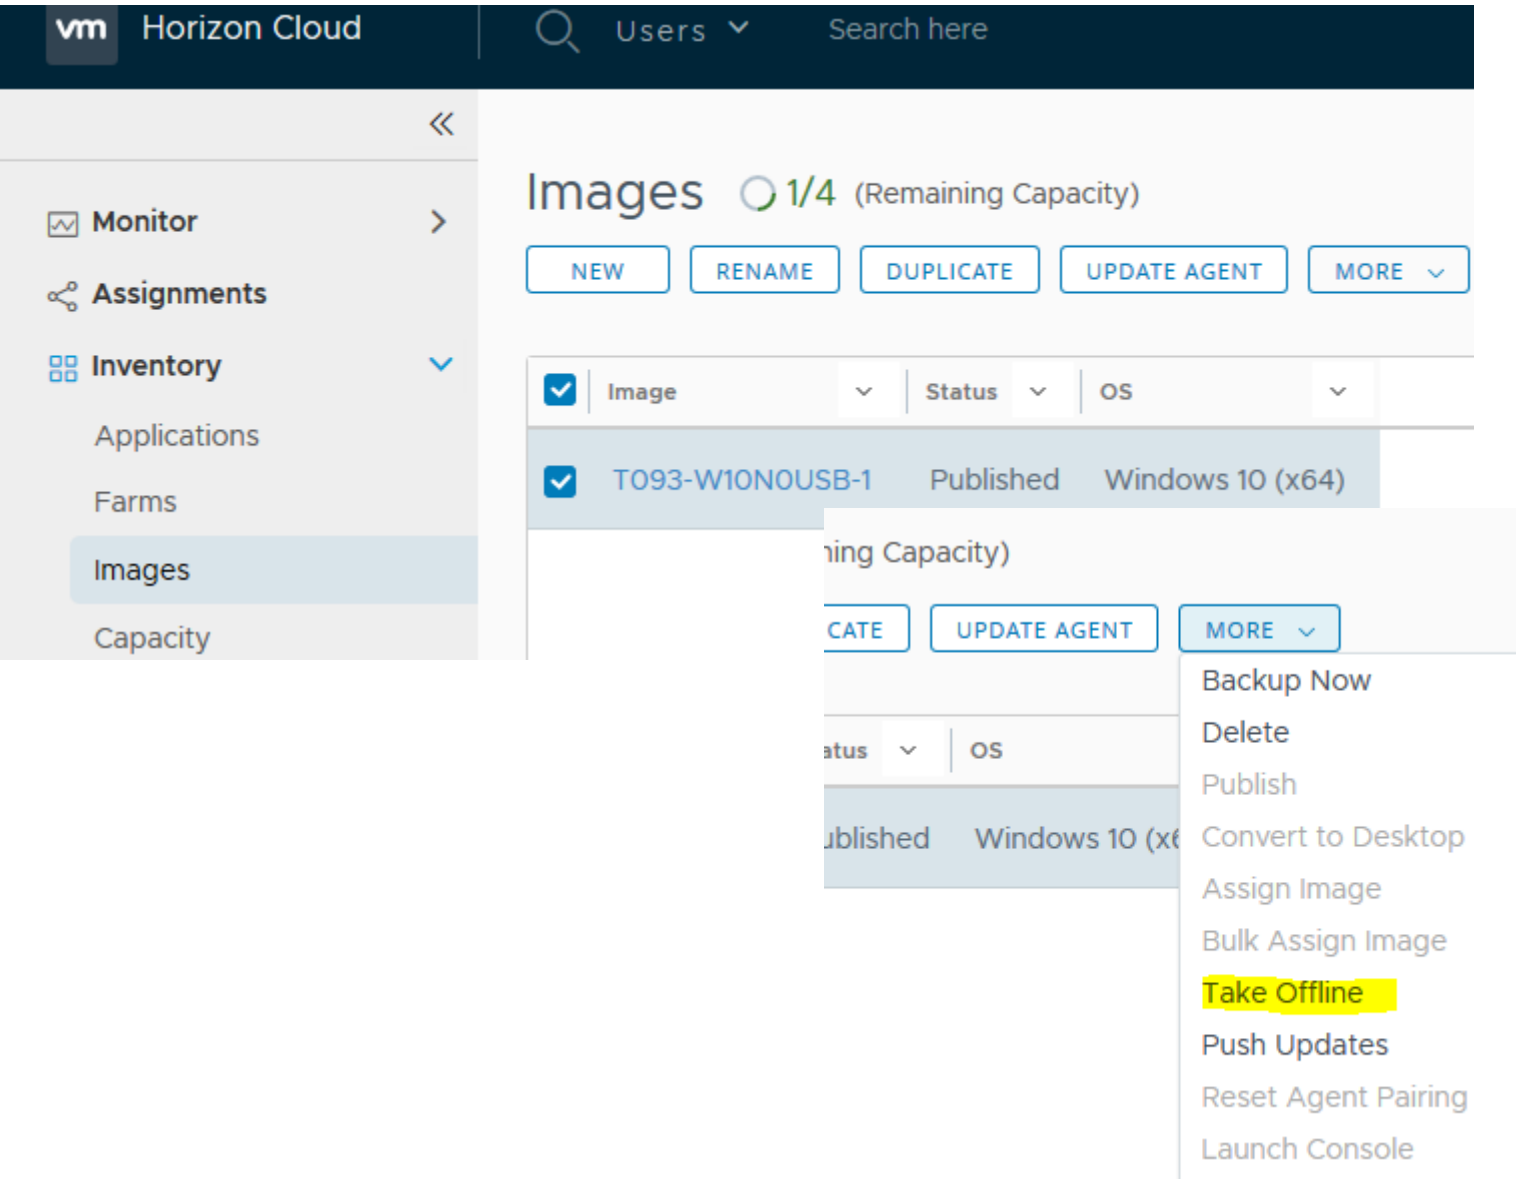 vm Horizon Cloud Users Search here
Images 1/4 (Remaining Capacity)
Monitor
Assignments
Inventory
Applications
Farms
Images
Capacity
NEW RENAME DUPLICATE UPDATE AGENT MORE
Image Status OS
T093-W10N0USB-1 Published Windows 10 (x64)
ning Capacity)
CATE UPDATE AGENT MORE
atus OS
ublished Windows 10 (x6
Backup Now
Delete
Publish
Convert to Desktop
Assign Image
Bulk Assign Image
Take Offline
Push Updates
Reset Agent Pairing
Launch Console